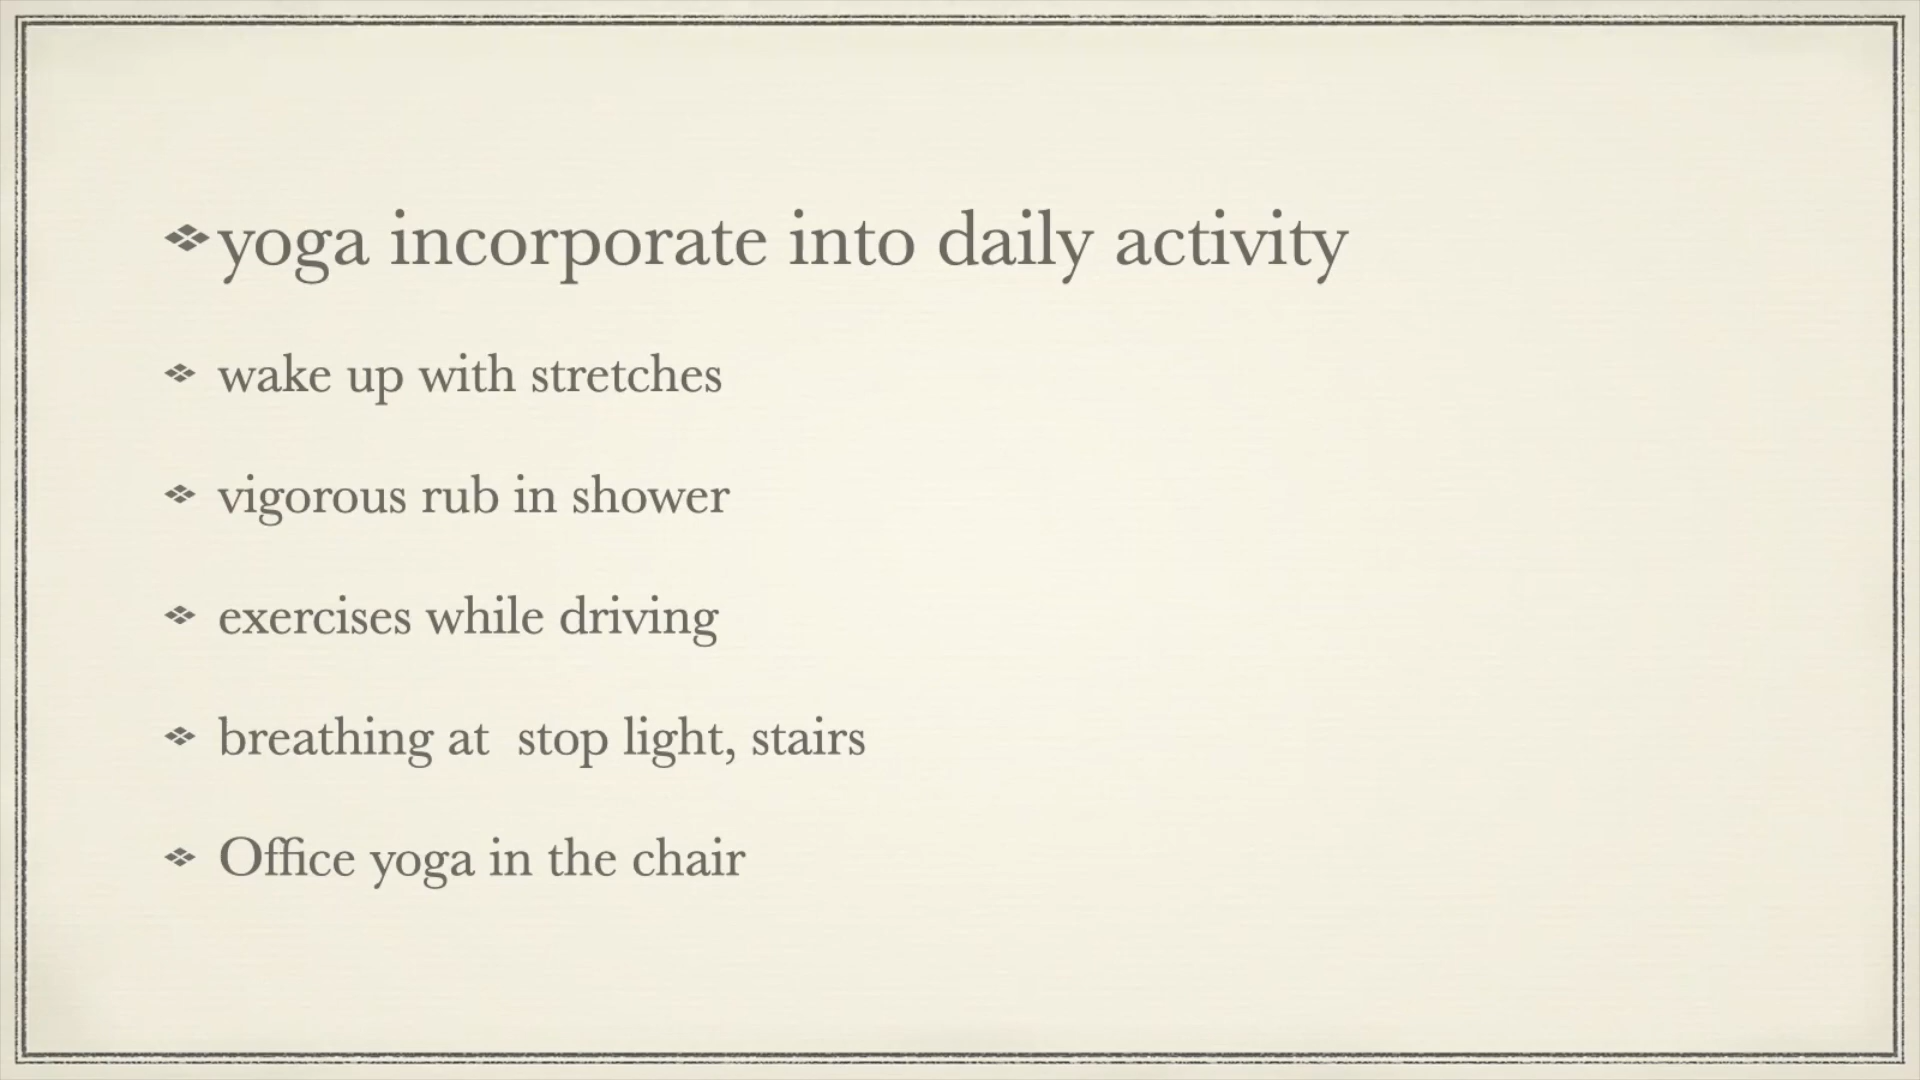 ❖yoga incorporate into daily activity
❖ wake up with stretches
❖ vigorous rub in shower
❖ exercises while driving
❖ breathing at  stop light, stairs
❖ Office yoga in the chair